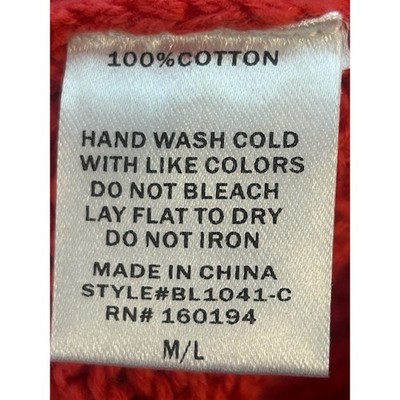 100%COTTON
HAND WASH COLD
WITH LIKE COLORS
DO NOT BLEACH
LAY FLAT TO DRY
DO NOT IRON
MADE IN CHINA
STYLE#BL1041-C
RN# 160194
M/L